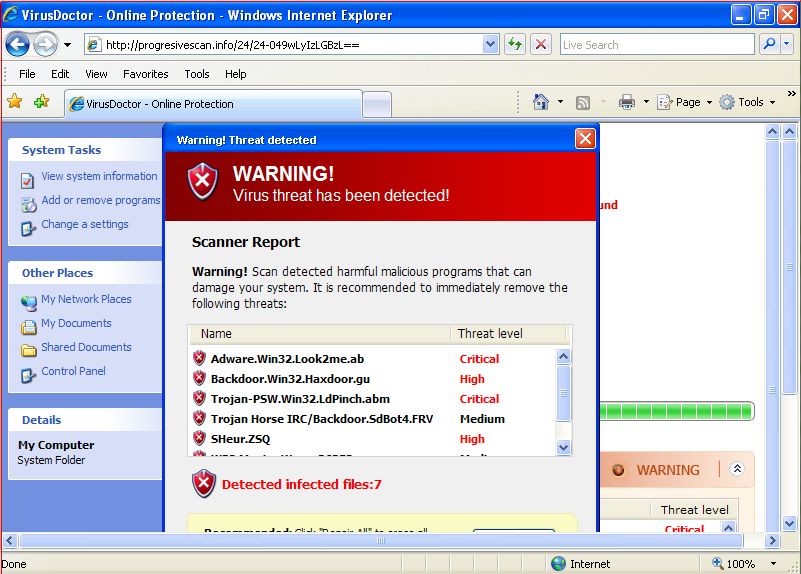 VirusDoctor - Online Protection - Windows Internet Explorer
http://progresivescan.info/24/24-049wLyIzLGBzL==
Live Search
File Edit View Favorites Tools Help
VirusDoctor - Online Protection
Page Tools
System Tasks
View system information
Add or remove programs
Change a settings
Other Places
My Network Places
My Documents
Shared Documents
Control Panel
Details
My Computer
System Folder
Warning! Threat detected
WARNING!
Virus threat has been detected!
Scanner Report
Warning! Scan detected harmful malicious programs that can
damage your system. It is recommended to immediately remove the
following threats:
Name Threat level
Adware.Win32.Look2me.ab Critical
Backdoor.Win32.Haxdoor.gu High
Trojan-PSW.Win32.LdPinch.abm Critical
Trojan Horse IRC/Backdoor.SdBot4.FRV Medium
SHeur.ZSQ High
Detected infected files:7
Recommended: Click "Repair All" to erase all
und
WARNING
Threat level
Critical
Done
Internet
100%